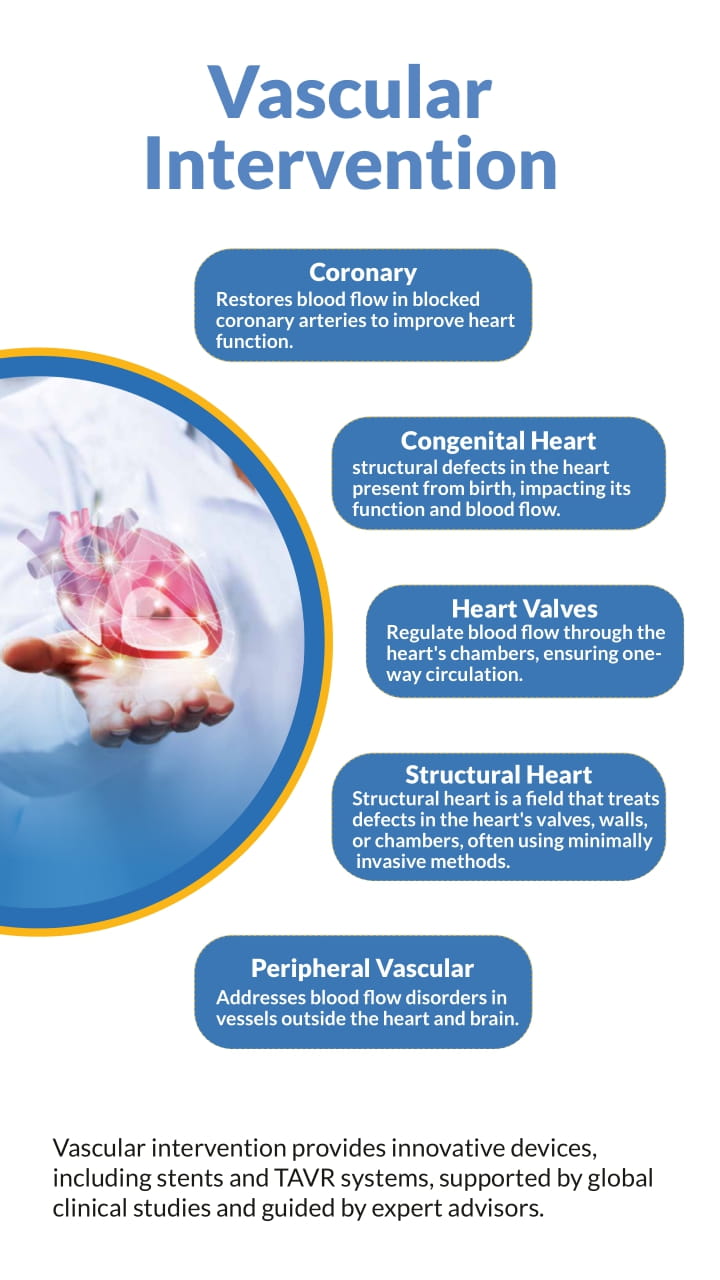 Vascular
Intervention
Coronary
Restores blood flow in blocked
coronary arteries to improve heart
function.
Congenital Heart
structural defects in the heart
present from birth, impacting its
function and blood flow.
Heart Valves
Regulate blood flow through the
heart's chambers, ensuring one-
way circulation.
Structural Heart
Structural heart is a field that treats
defects in the heart's valves, walls,
or chambers, often using minimally
invasive methods.
Peripheral Vascular
Addresses blood flow disorders in
vessels outside the heart and brain.
Vascular intervention provides innovative devices,
including stents and TAVR systems, supported by global
clinical studies and guided by expert advisors.